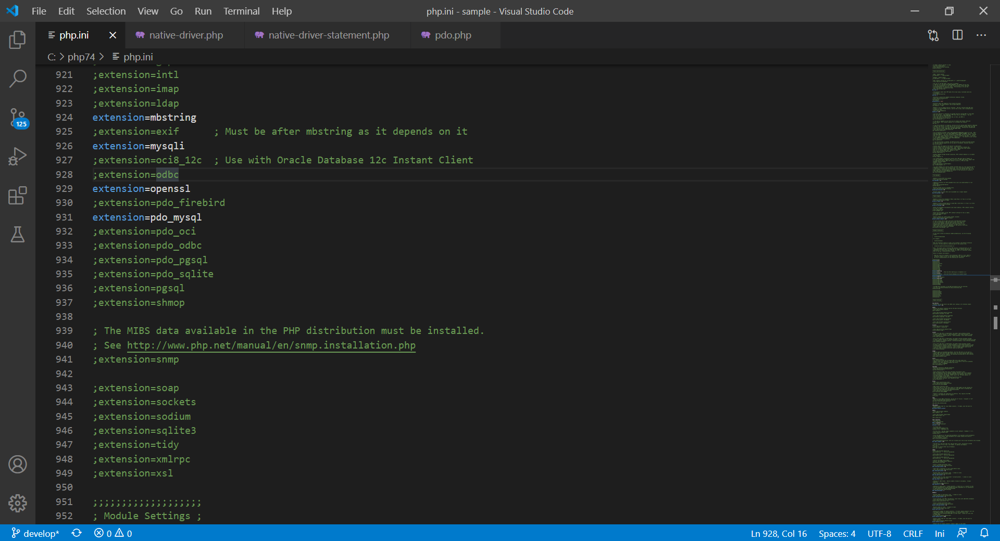 File Edit Selection View Go Run Terminal Help
php.ini - sample - Visual Studio Code
php.ini native-driver.php native-driver-statement.php pdo.php
C: > php74 > php.ini
921 ;extension=intl
922 ;extension=imap
923 ;extension=ldap
924 extension=mbstring
925 ;extension=exif      ; Must be after mbstring as it depends on it
926 extension=mysqli
927 ;extension=oci8_12c  ; Use with Oracle Database 12c Instant Client
928 ;extension=odbc
929 extension=openssl
930 ;extension=pdo_firebird
931 extension=pdo_mysql
932 ;extension=pdo_oci
933 ;extension=pdo_odbc
934 ;extension=pdo_pgsql
935 ;extension=pdo_sqlite
936 ;extension=pgsql
937 ;extension=shmop
938
939 ; The MIBS data available in the PHP distribution must be installed.
940 ; See http://www.php.net/manual/en/snmp.installation.php
941 ;extension=snmp
942
943 ;extension=soap
944 ;extension=sockets
945 ;extension=sodium
946 ;extension=sqlite3
947 ;extension=tidy
948 ;extension=xmlrpc
949 ;extension=xsl
950
951 ;;;;;;;;;;;;;;;;;;;
952 ; Module Settings ;
125
develop* 0 0 Ln 928, Col 16 Spaces: 4 UTF-8 CRLF Ini